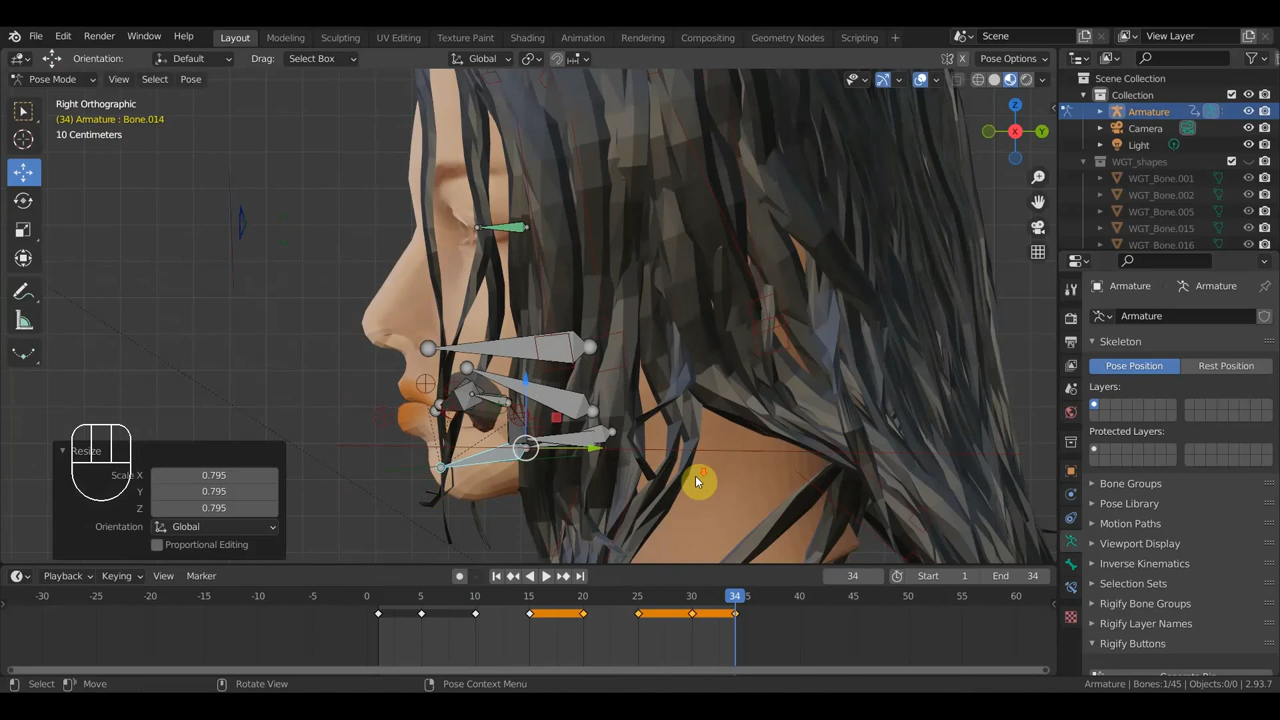 File Edit Render Window Help Layout Modeling Sculpting UV Editing Texture Paint Shading Animation Rendering Compositing Geometry Nodes Scripting + Scene View Layer
Orientation: Default Drag: Select Box Global Pose Options
Pose Mode View Select Pose
Right Orthographic
(34) Armature : Bone.014
10 Centimeters
Z
Y
X
Scene Collection
Collection
Armature
Camera
Light
WGT_shapes
WGT_Bone.001
WGT_Bone.002
WGT_Bone.005
WGT_Bone.015
WGT_Bone.016
Armature Armature
Armature
Skeleton
Pose Position Rest Position
Layers:
Protected Layers:
Bone Groups
Pose Library
Motion Paths
Viewport Display
Inverse Kinematics
Selection Sets
Rigify Bone Groups
Rigify Layer Names
Rigify Buttons
Resize
Scale X 0.795
Y 0.795
Z 0.795
Orientation Global
Proportional Editing
Playback Keying View Marker 34 Start 1 End 34
-30 -25 -20 -15 -10 -5 0 5 10 15 20 25 30 34 35 40 45 50 55 60
Select Move Rotate View Pose Context Menu Armature | Bones:1/45 | Objects:0/0 | 2.93.7